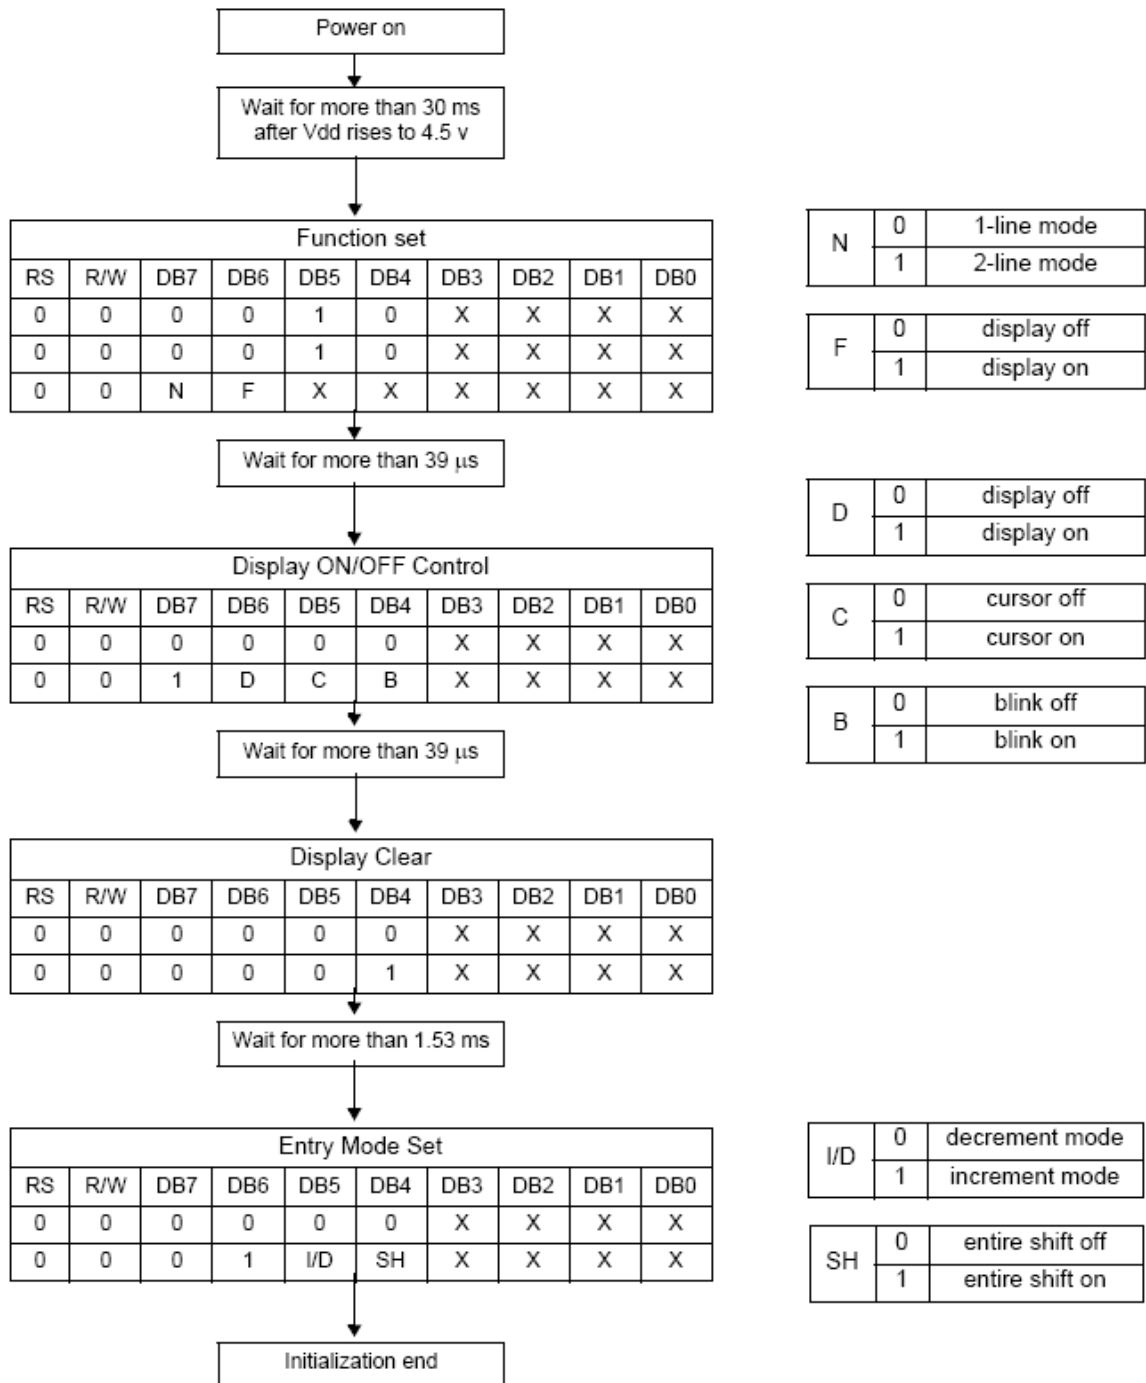 Power on
Wait for more than 30 ms
after Vdd rises to 4.5 v
Function set
RS R/W DB7 DB6 DB5 DB4 DB3 DB2 DB1 DB0
0 0 0 0 1 0 X X X X
0 0 0 0 1 0 X X X X
0 0 N F X X X X X X
N 0 1-line mode
1 2-line mode
F 0 display off
1 display on
Wait for more than 39 μs
Display ON/OFF Control
RS R/W DB7 DB6 DB5 DB4 DB3 DB2 DB1 DB0
0 0 0 0 0 0 X X X X
0 0 1 D C B X X X X
D 0 display off
1 display on
C 0 cursor off
1 cursor on
B 0 blink off
1 blink on
Wait for more than 39 μs
Display Clear
RS R/W DB7 DB6 DB5 DB4 DB3 DB2 DB1 DB0
0 0 0 0 0 0 X X X X
0 0 0 0 0 1 X X X X
Wait for more than 1.53 ms
Entry Mode Set
RS R/W DB7 DB6 DB5 DB4 DB3 DB2 DB1 DB0
0 0 0 0 0 0 X X X X
0 0 0 1 I/D SH X X X X
I/D 0 decrement mode
1 increment mode
SH 0 entire shift off
1 entire shift on
Initialization end